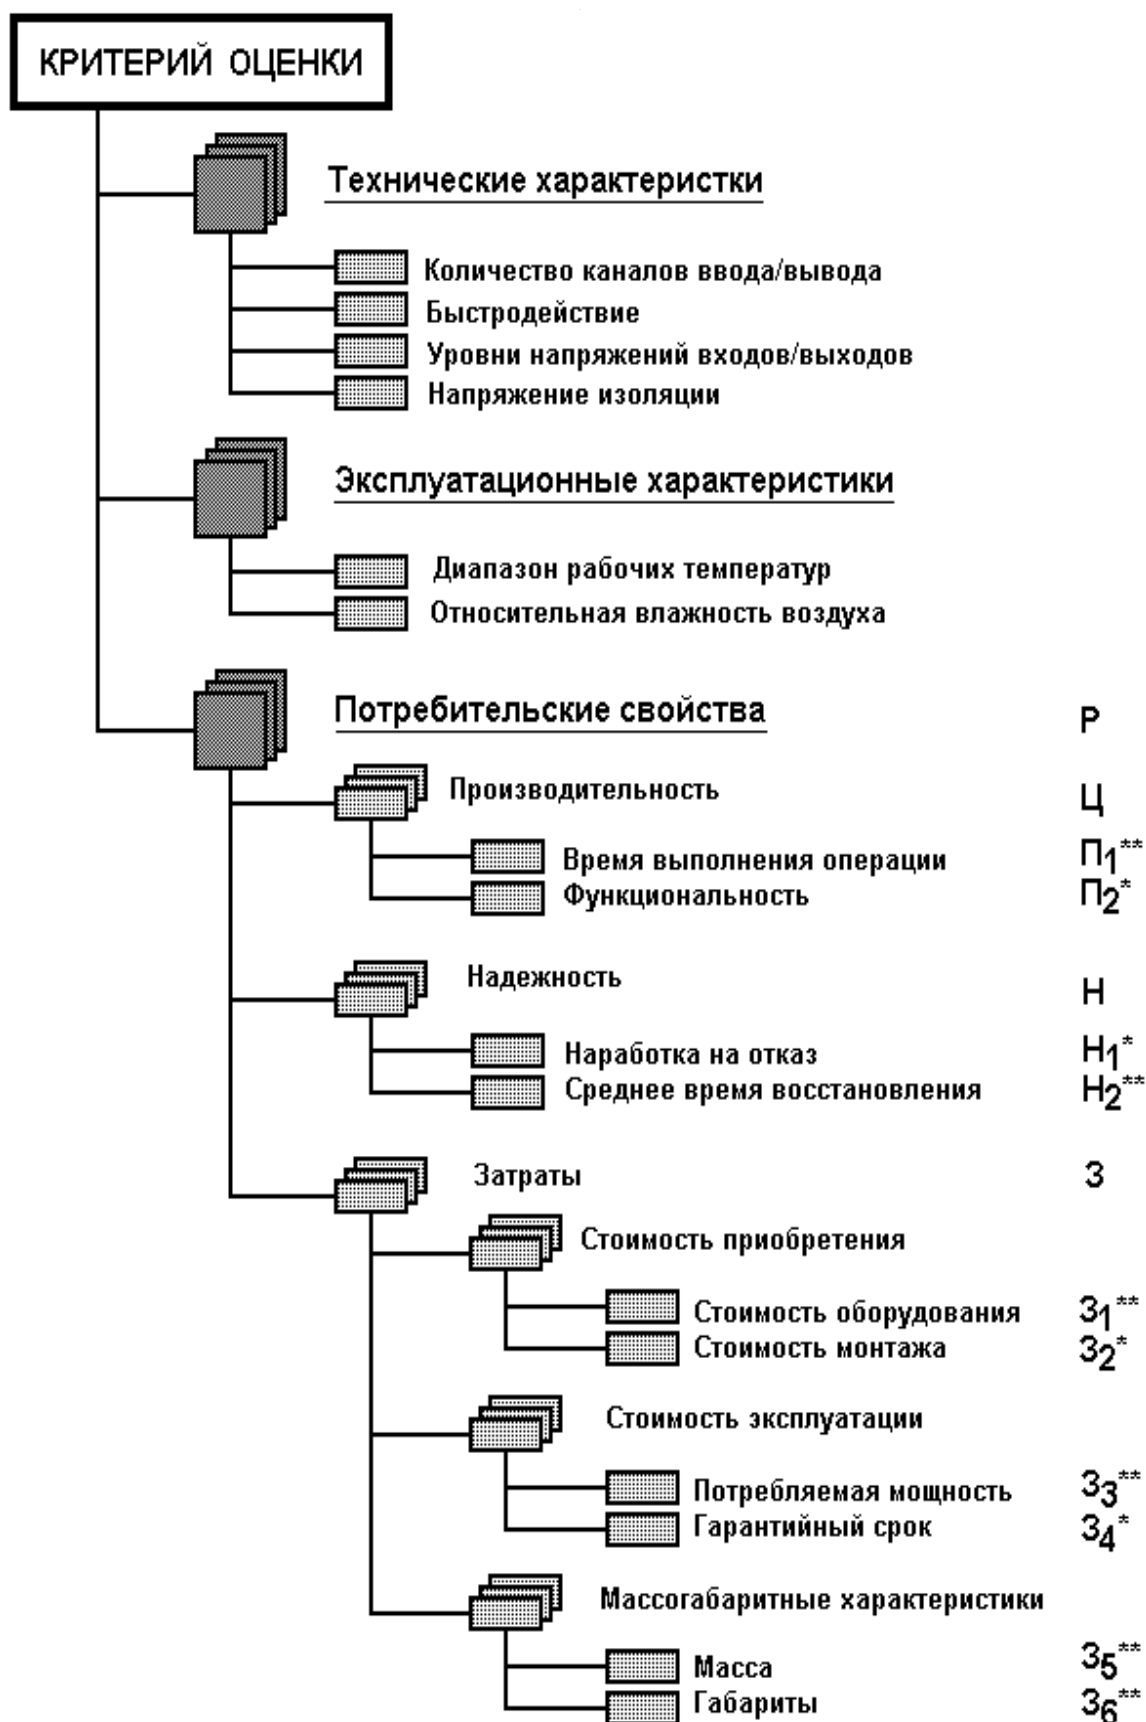 КРИТЕРИЙ ОЦЕНКИ
Технические характеристки
Количество каналов ввода/вывода
Быстродействие
Уровни напряжений входов/выходов
Напряжение изоляции
Эксплуатационные характеристики
Диапазон рабочих температур
Относительная влажность воздуха
Потребительские свойства Р
Производительность Ц
Время выполнения операции П1**
Функциональность П2*
Надежность Н
Наработка на отказ Н1*
Среднее время восстановления Н2**
Затраты З
Стоимость приобретения
Стоимость оборудования З1**
Стоимость монтажа З2*
Стоимость эксплуатации
Потребляемая мощность З3**
Гарантийный срок З4*
Массогабаритные характеристики
Масса З5**
Габариты З6**